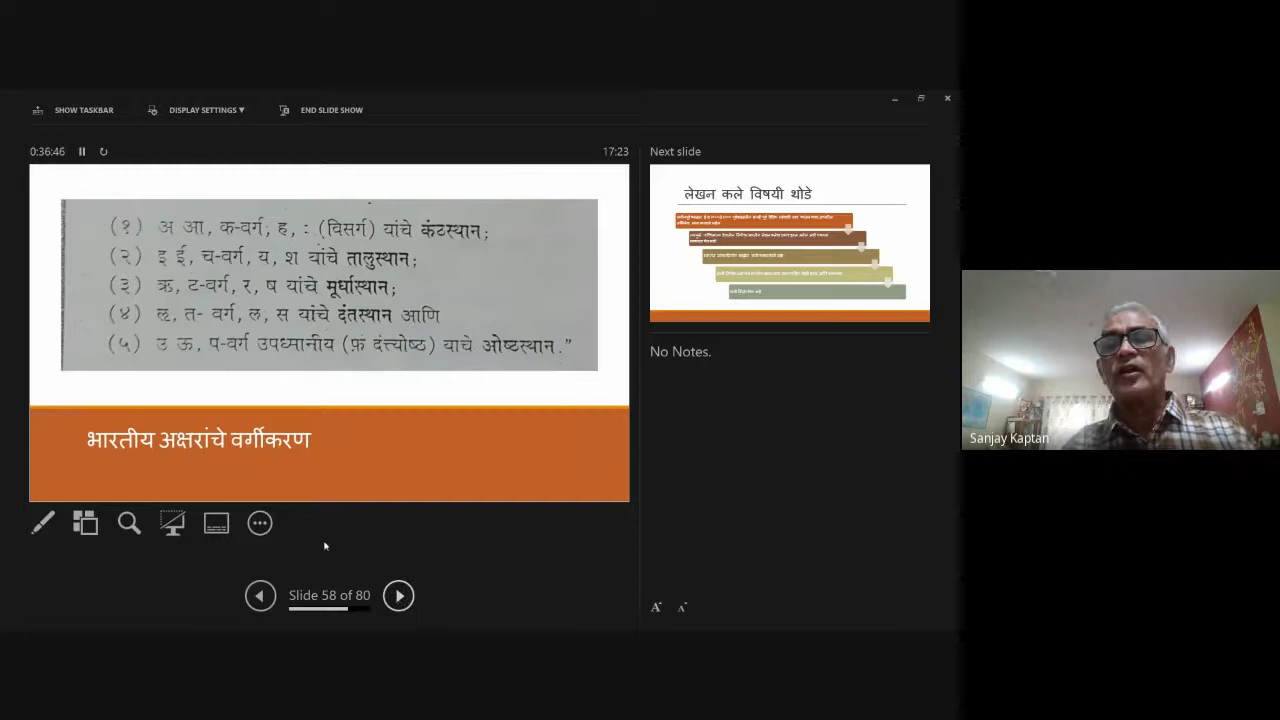 SHOW TASKBAR
DISPLAY SETTINGS ▼
END SLIDE SHOW
0:36:46
17:23
(१) अ आ, क-वर्ग; ह, : (विसर्ग) यांचे कंटस्थान;
(२) इ ई, च-वर्ग, य, श यांचे तालुस्थान;
(३) ऋ, ट-वर्ग, र, ष यांचे मूर्धास्थान;
(४) ऌ, त- वर्ग, ल, स यांचे दंतस्थान आणि
(५) उ ऊ, प-वर्ग उपध्मानीय (फ़ दंत्योष्ठ) याचे ओष्ठस्थान."
भारतीय अक्षरांचे वर्गीकरण
Slide 58 of 80
Next slide
लेखन कले विषयी थोडे
No Notes.
Sanjay Kaptan